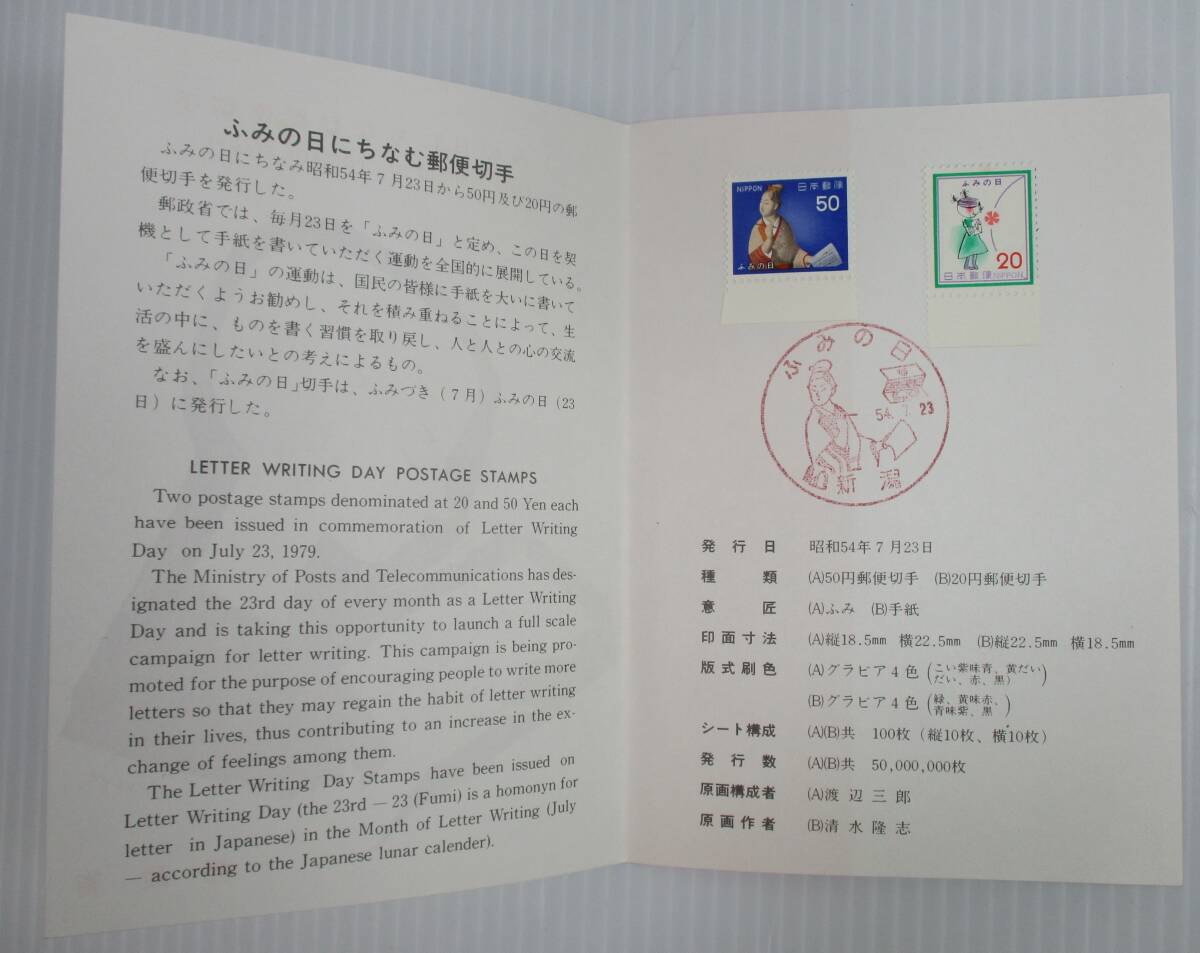 ふみの日にちなむ郵便切手
ふみの日にちなみ昭和54年7月23日から50円及び20円の郵
便切手を発行した。
郵政省では、毎月23日を「ふみの日」と定め、この日を契
機として手紙を書いていただく運動を全国的に展開している。
「ふみの日」の運動は、国民の皆様に手紙を大いに書いて
いただくようお勧めし、それを積み重ねることによって、生
活の中に、ものを書く習慣を取り戻し、人と人との心の交流
を盛んにしたいとの考えによるもの。
なお、「ふみの日」切手は、ふみづき(7月)ふみの日(23
日)に発行した。
LETTER WRITING DAY POSTAGE STAMPS
Two postage stamps denominated at 20 and 50 Yen each
have been issued in commemoration of Letter Writing
Day on July 23, 1979.
The Ministry of Posts and Telecommunications has des-
ignated the 23rd day of every month as a Letter Writing
Day and is taking this opportunity to launch a full scale
campaign for letter writing. This campaign is being pro-
moted for the purpose of encouraging people to write more
letters so that they may regain the habit of letter writing
in their lives, thus contributing to an increase in the ex-
change of feelings among them.
The Letter Writing Day Stamps have been issued on
Letter Writing Day (the 23rd — 23 (Fumi) is a homonyn for
letter in Japanese) in the Month of Letter Writing (July
— according to the Japanese lunar calender).
NIPPON 日本郵便
50
ふみの日
ふみの日
20
日本郵便 NIPPON
ふみの日
54.7.23
新潟
発行日 昭和54年7月23日
種類 (A)50円郵便切手 (B)20円郵便切手
意匠 (A)ふみ (B)手紙
印面寸法 (A)縦18.5mm 横22.5mm (B)縦22.5mm 横18.5mm
版式刷色 (A)グラビア4色(こい紫味青、黄だい
だい、赤、黒)
(B)グラビア4色(緑、黄味赤、
青味紫、黒)
シート構成 (A)(B)共 100枚(縦10枚、横10枚)
発行数 (A)(B)共 50,000,000枚
原画構成者 (A)渡辺三郎
原画作者 (B)清水隆志